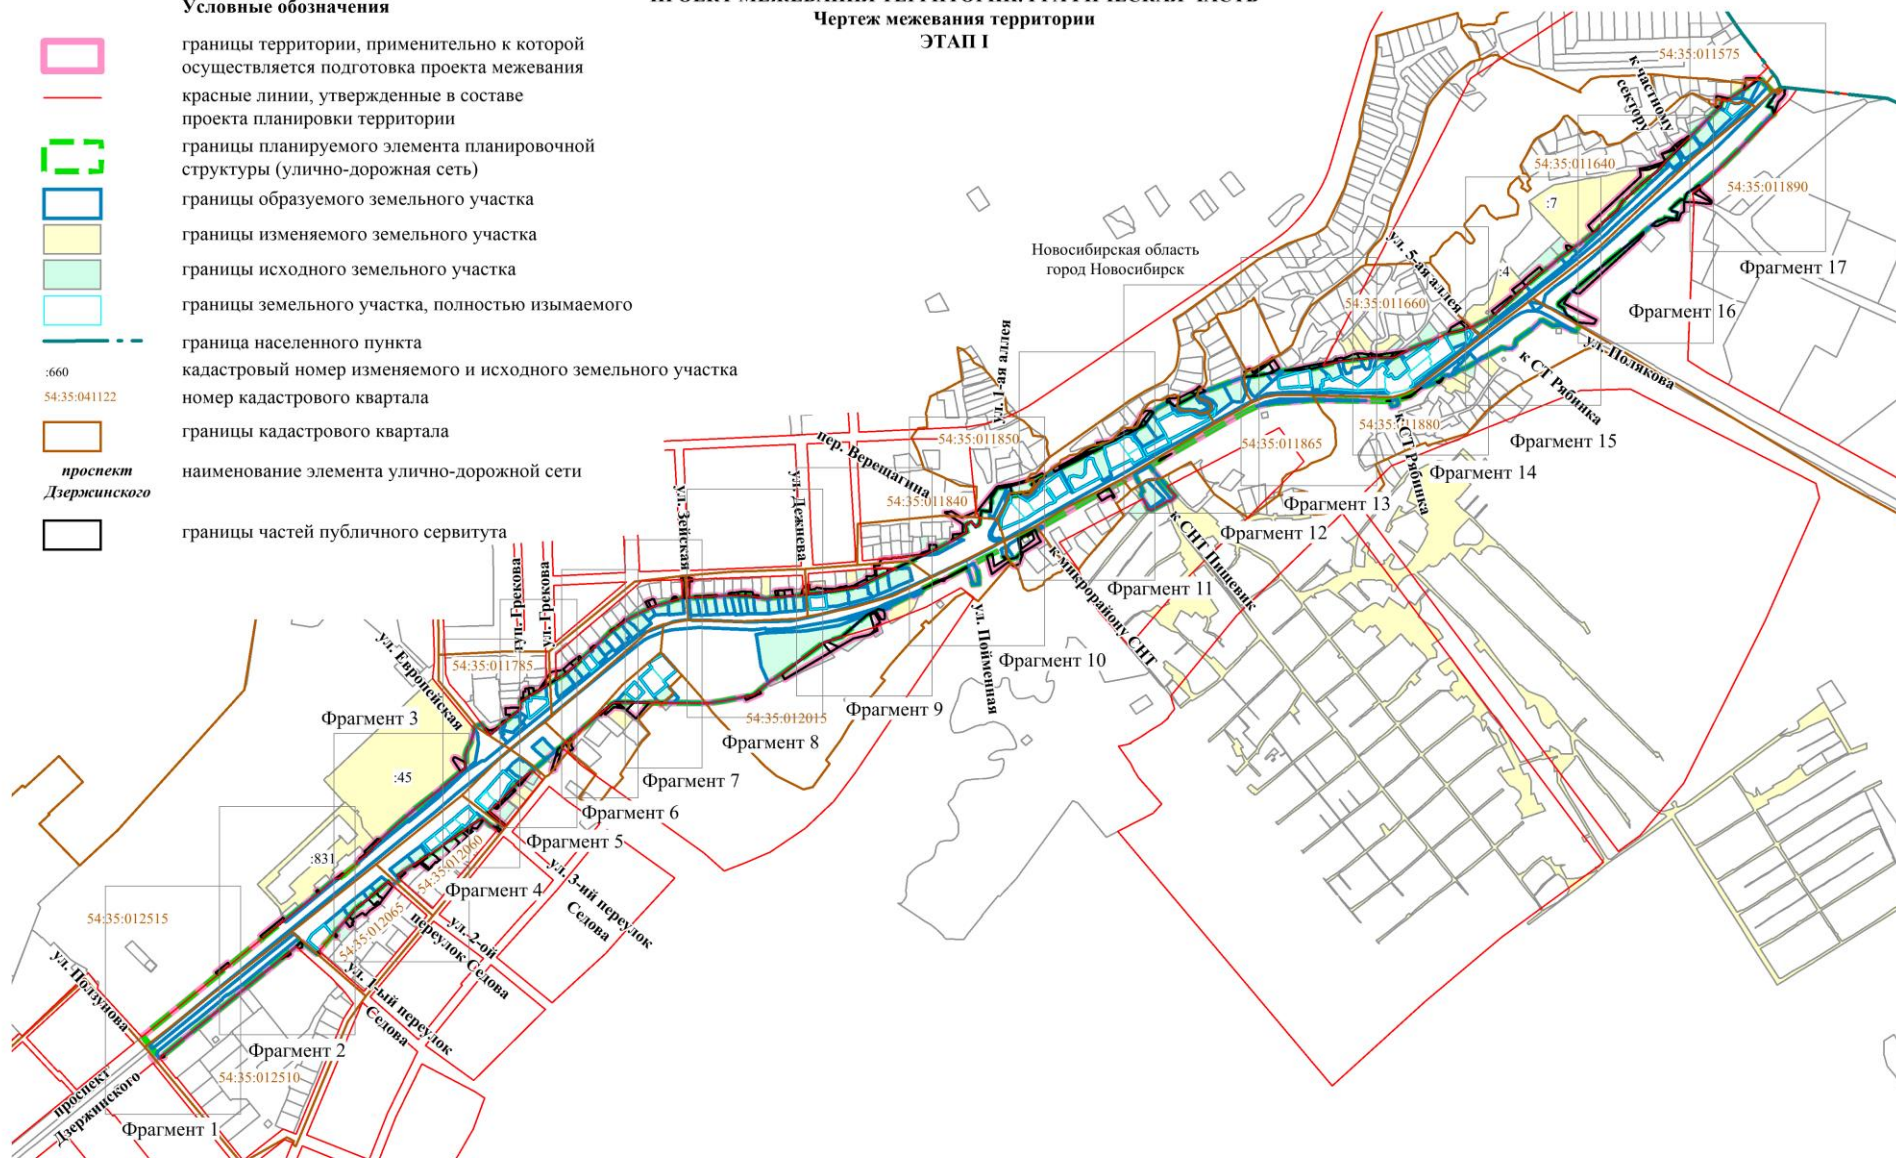 Условные обозначения
ПРОЕКТ МЕЖЕВАНИЯ ТЕРРИТОРИИ. ГРАФИЧЕСКАЯ ЧАСТЬ
Чертеж межевания территории
ЭТАП I
границы территории, применительно к которой
осуществляется подготовка проекта межевания
красные линии, утвержденные в составе
проекта планировки территории
границы планируемого элемента планировочной
структуры (улично-дорожная сеть)
границы образуемого земельного участка
границы изменяемого земельного участка
границы исходного земельного участка
границы земельного участка, полностью изымаемого
граница населенного пункта
:660
кадастровый номер изменяемого и исходного земельного участка
54:35:041122
номер кадастрового квартала
границы кадастрового квартала
проспект
Дзержинского
наименование элемента улично-дорожной сети
границы частей публичного сервитута
54:35:011575
к частному
сектору
54:35:011640
54:35:011890
:7
Фрагмент 17
Новосибирская область
город Новосибирск
ул. 5-ая аллея
:4
54:35:011660
Фрагмент 16
ул. Полякова
к СТ Рябинка
ул. 1-ая аллея
54:35:011880
к СТ Рябинка
Фрагмент 15
54:35:011850
54:35:011865
пер. Верещагина
Фрагмент 14
ул. Зейская
ул. Дежнева
54:35:011840
Фрагмент 13
к СНТ Пищевик
Фрагмент 12
к микрорайону СНТ
Фрагмент 11
ул. Грекова
ул. Грекова
ул. Пойменная
Фрагмент 10
ул. Европейская
54:35:011785
Фрагмент 9
54:35:012015
Фрагмент 3
Фрагмент 8
:45
Фрагмент 7
Фрагмент 6
Фрагмент 5
:831
54:35:012060
Фрагмент 4
ул. 3-ий переулок
Седова
54:35:012515
54:35:012065
ул. 2-ой
переулок Седова
ул. Ползунова
ул. 1-ый переулок
Седова
Фрагмент 2
54:35:012510
проспект
Дзержинского
Фрагмент 1